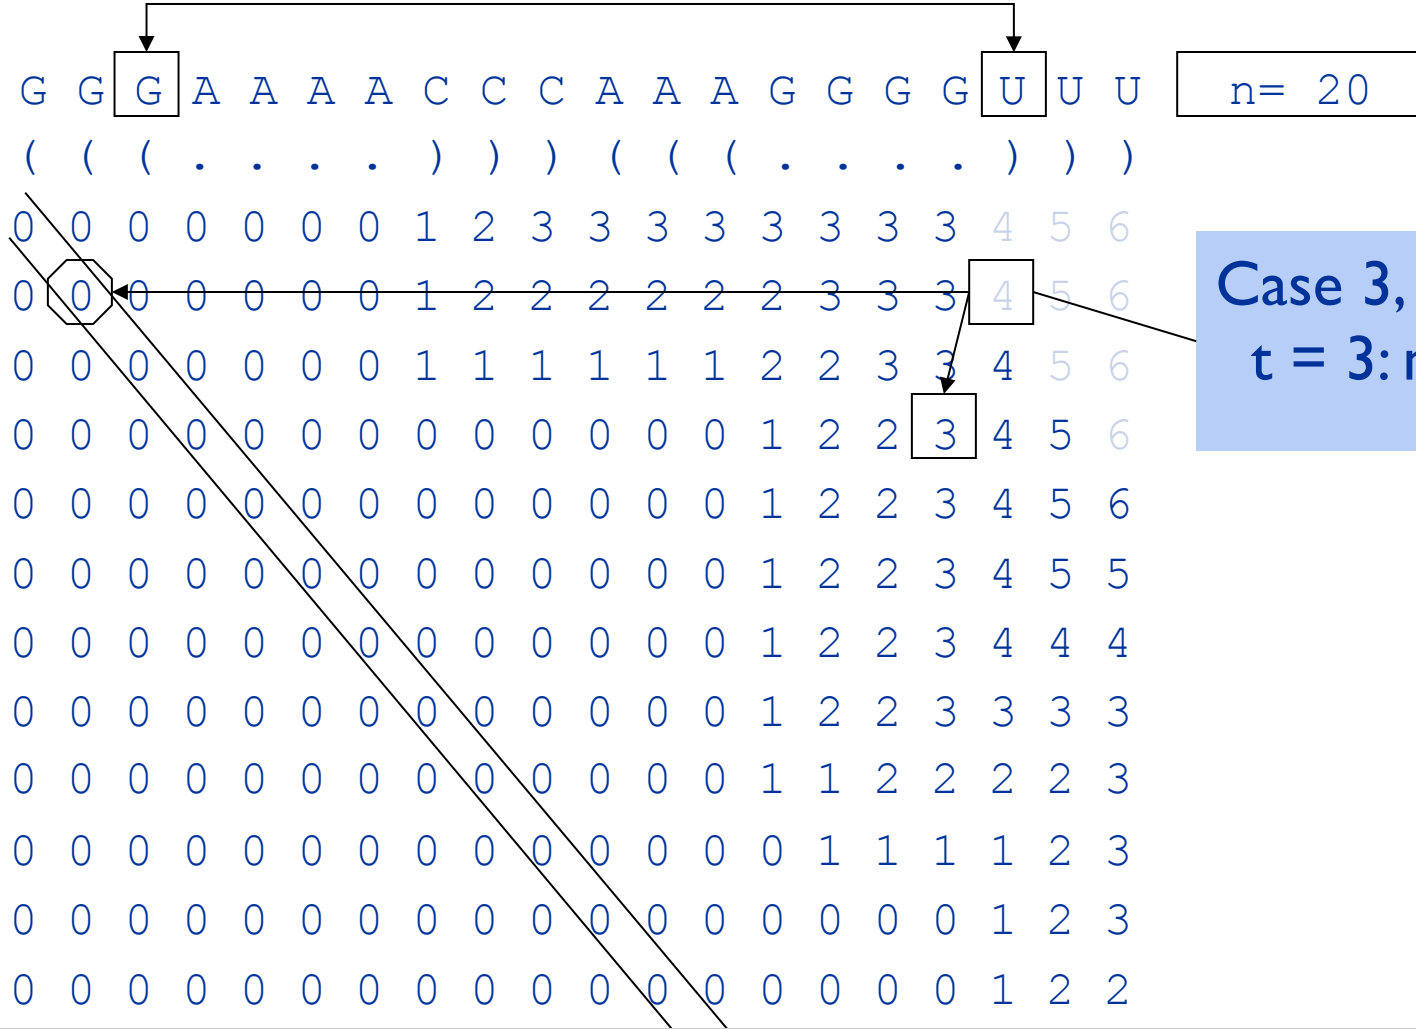 G G G A A A A C C C A A A G G G G U U U n= 20
( ( ( . . . . ) ) ) ( ( ( . . . . ) ) )
0 0 0 0 0 0 0 1 2 3 3 3 3 3 3 3 3 4 5 6
0 0 0 0 0 0 0 1 2 2 2 2 2 2 3 3 3 4 5 6
0 0 0 0 0 0 0 1 1 1 1 1 1 2 2 3 3 4 5 6
0 0 0 0 0 0 0 0 0 0 0 0 0 1 2 2 3 4 5 6
0 0 0 0 0 0 0 0 0 0 0 0 0 1 2 2 3 4 5 6
0 0 0 0 0 0 0 0 0 0 0 0 0 1 2 2 3 4 5 5
0 0 0 0 0 0 0 0 0 0 0 0 0 1 2 2 3 4 4 4
0 0 0 0 0 0 0 0 0 0 0 0 0 1 2 2 3 3 3 3
0 0 0 0 0 0 0 0 0 0 0 0 0 1 1 2 2 2 2 3
0 0 0 0 0 0 0 0 0 0 0 0 0 0 1 1 1 1 2 3
0 0 0 0 0 0 0 0 0 0 0 0 0 0 0 0 0 1 2 3
0 0 0 0 0 0 0 0 0 0 0 0 0 0 0 0 0 1 2 2
Case 3,
t = 3: